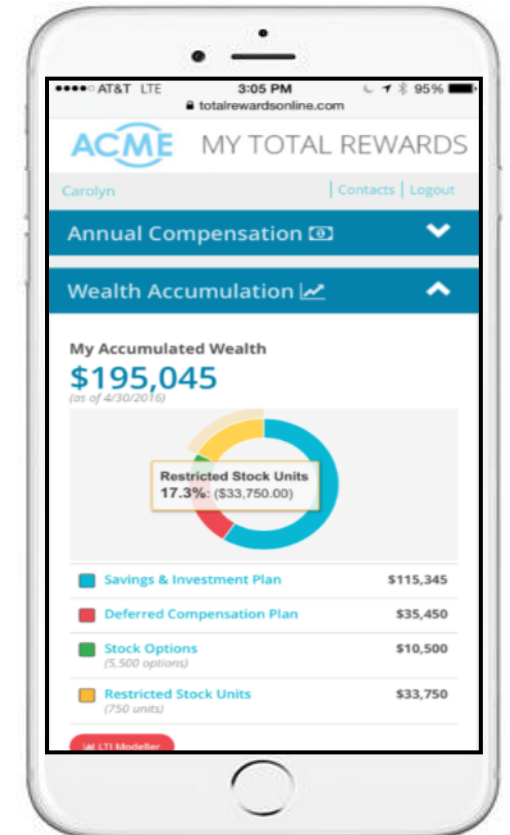 AT&T LTE 3:05 PM 95%
totalrewardsonline.com
ACME MY TOTAL REWARDS
Carolyn | Contacts | Logout
Annual Compensation
Wealth Accumulation
My Accumulated Wealth
$195,045
(as of 4/30/2016)
Restricted Stock Units
17.3%: ($33,750.00)
Savings & Investment Plan $115,345
Deferred Compensation Plan $35,450
Stock Options $10,500
(5,500 options)
Restricted Stock Units $33,750
(750 units)
LTI Modeller